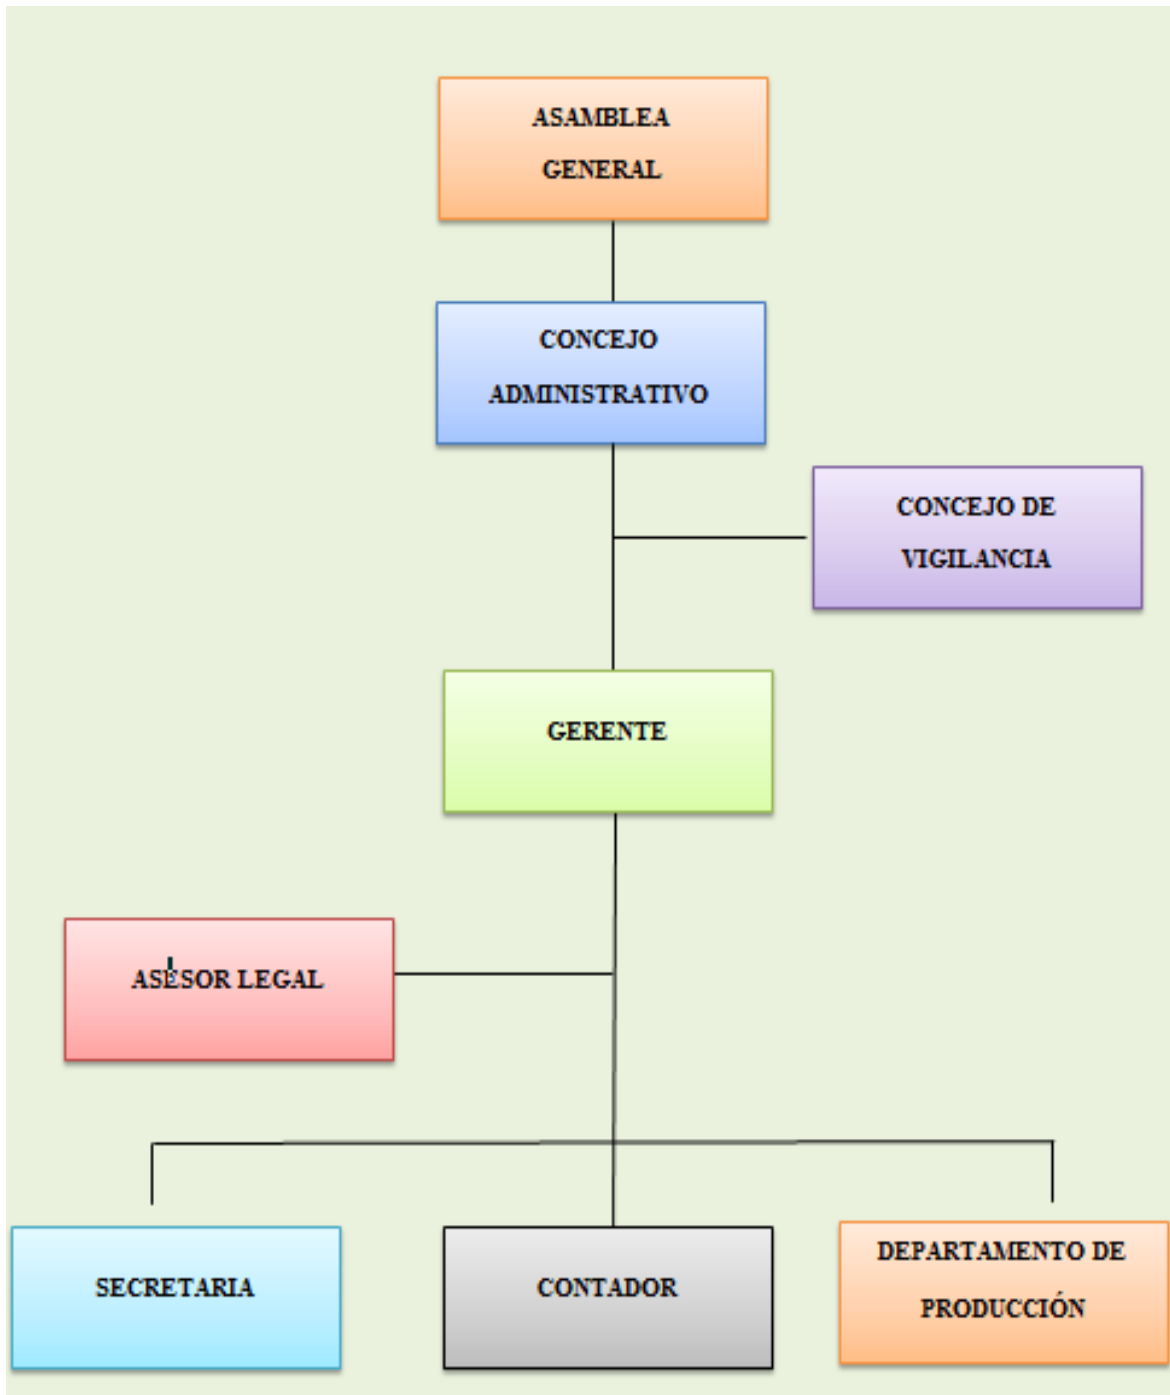 ASAMBLEA
GENERAL
CONCEJO
ADMINISTRATIVO
CONCEJO DE
VIGILANCIA
GERENTE
ASESOR LEGAL
SECRETARIA
CONTADOR
DEPARTAMENTO DE
PRODUCCIÓN